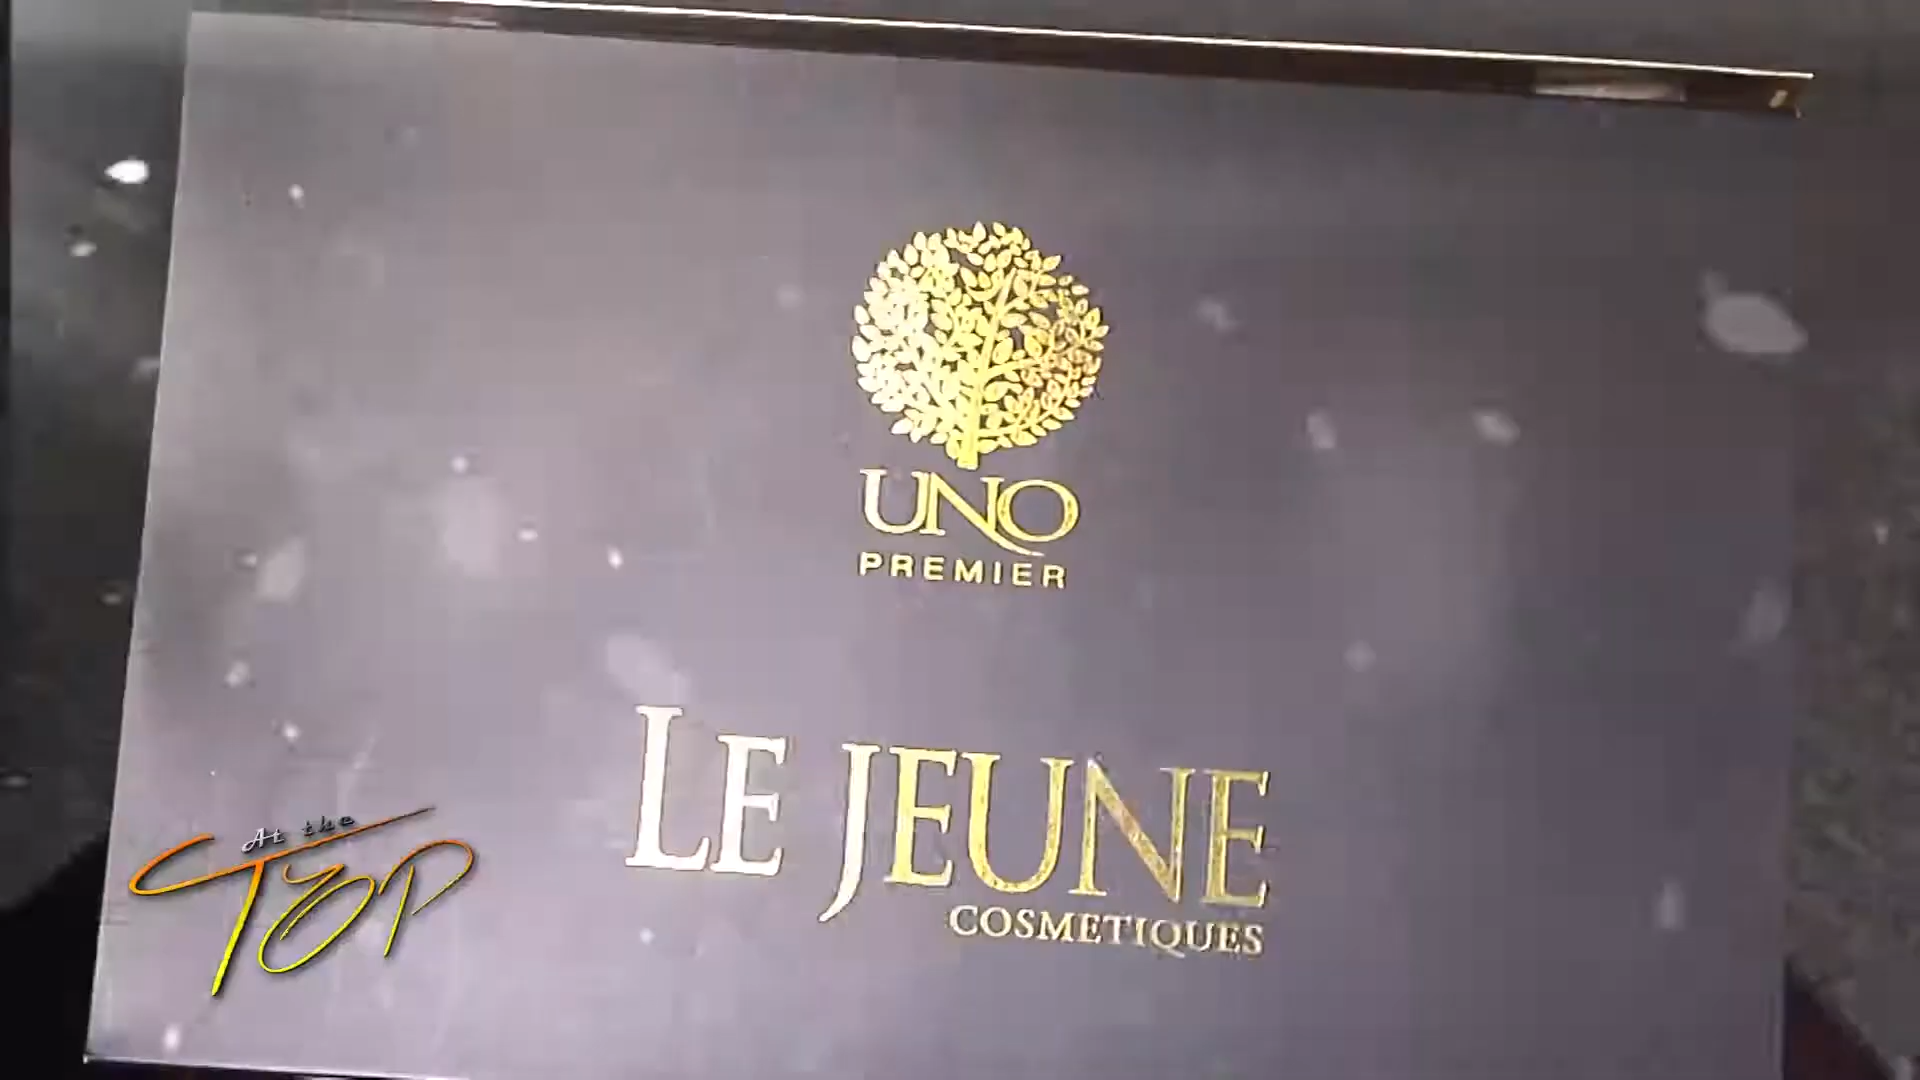 UNO
PREMIER
LE JEUNE
COSMETIQUES
At the
TOP